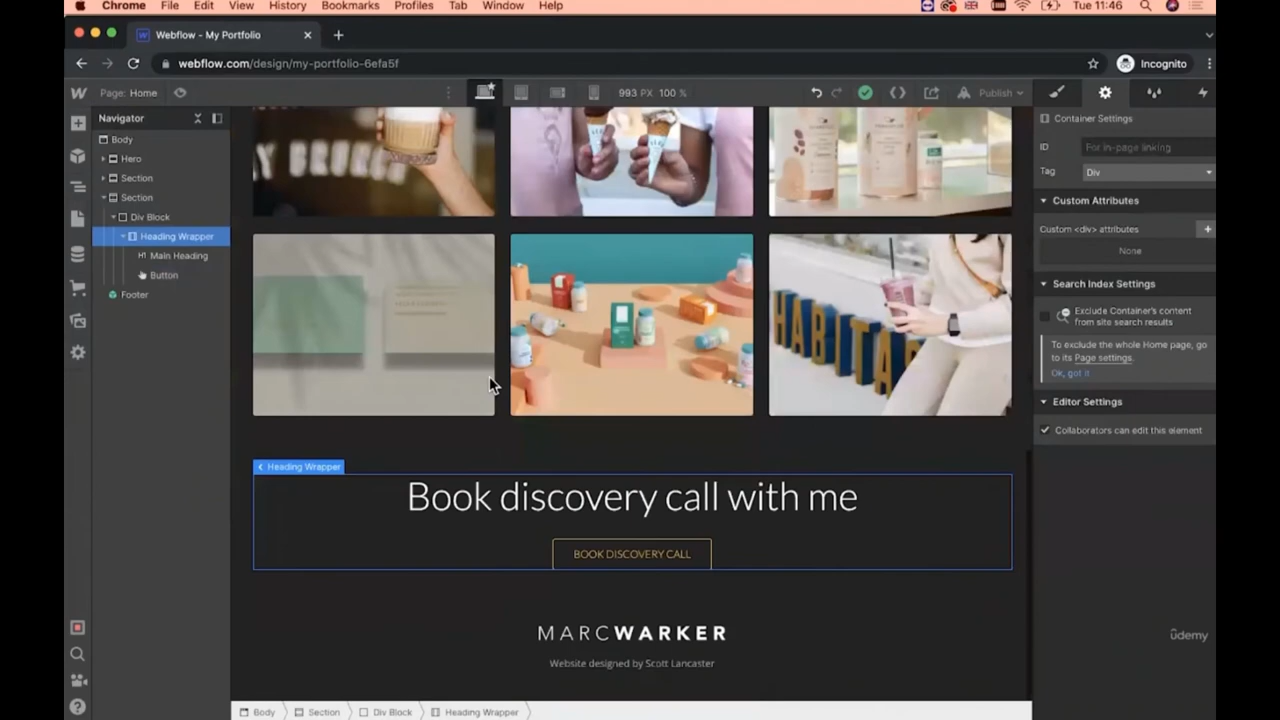 Chrome File Edit View History Bookmarks Profiles Tab Window Help
Tue 11:46
Webflow - My Portfolio
webflow.com/design/my-portfolio-6efa5f
Incognito
Page: Home
993 PX 100 %
Publish
Navigator
Body
Hero
Section
Section
Div Block
Heading Wrapper
Main Heading
Button
Footer
HABITA
Heading Wrapper
Book discovery call with me
BOOK DISCOVERY CALL
MARCWARKER
Website designed by Scott Lancaster
Body
Section
Div Block
Heading Wrapper
Container Settings
ID
For in-page linking
Tag
Div
Custom Attributes
Custom <div> attributes
None
Search Index Settings
Exclude Container's content
from site search results
To exclude the whole Home page, go
to its Page settings.
Ok, got it
Editor Settings
Collaborators can edit this element
ûdemy